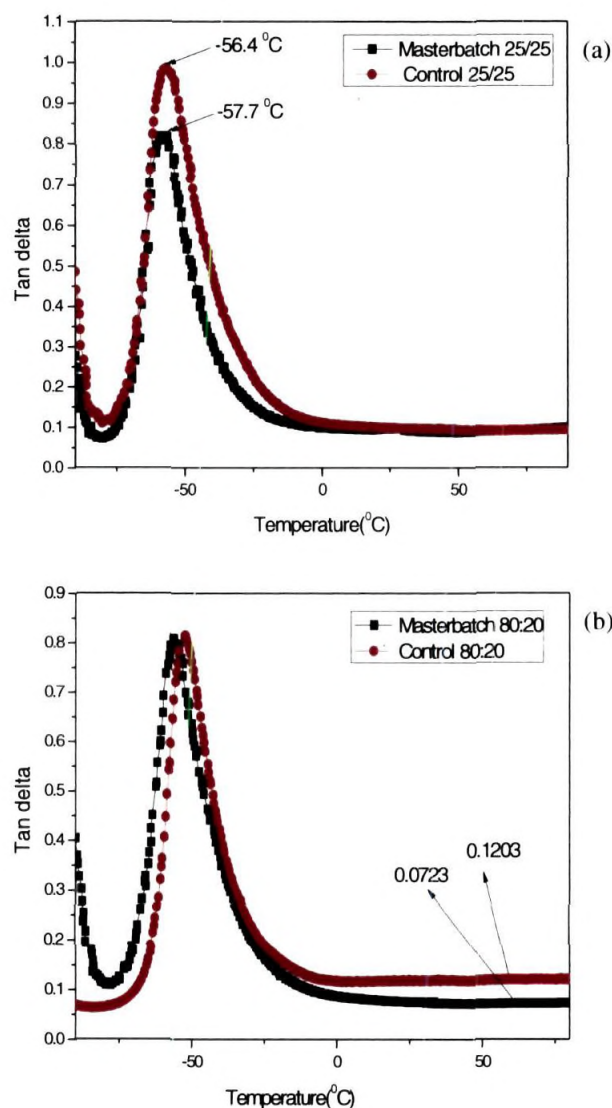 (a)
Masterbatch 25/25
Control 25/25
-56.4 °C
-57.7 °C
1.1
1.0
0.9
0.8
0.7
0.6
0.5
0.4
0.3
0.2
0.1
0.0
Tan delta
-50
0
50
Temperature(°C)
(b)
Masterbatch 80:20
Control 80:20
0.1203
0.0723
0.9
0.8
0.7
0.6
0.5
0.4
0.3
0.2
0.1
0.0
Tan delta
-50
0
50
Temperature(°C)